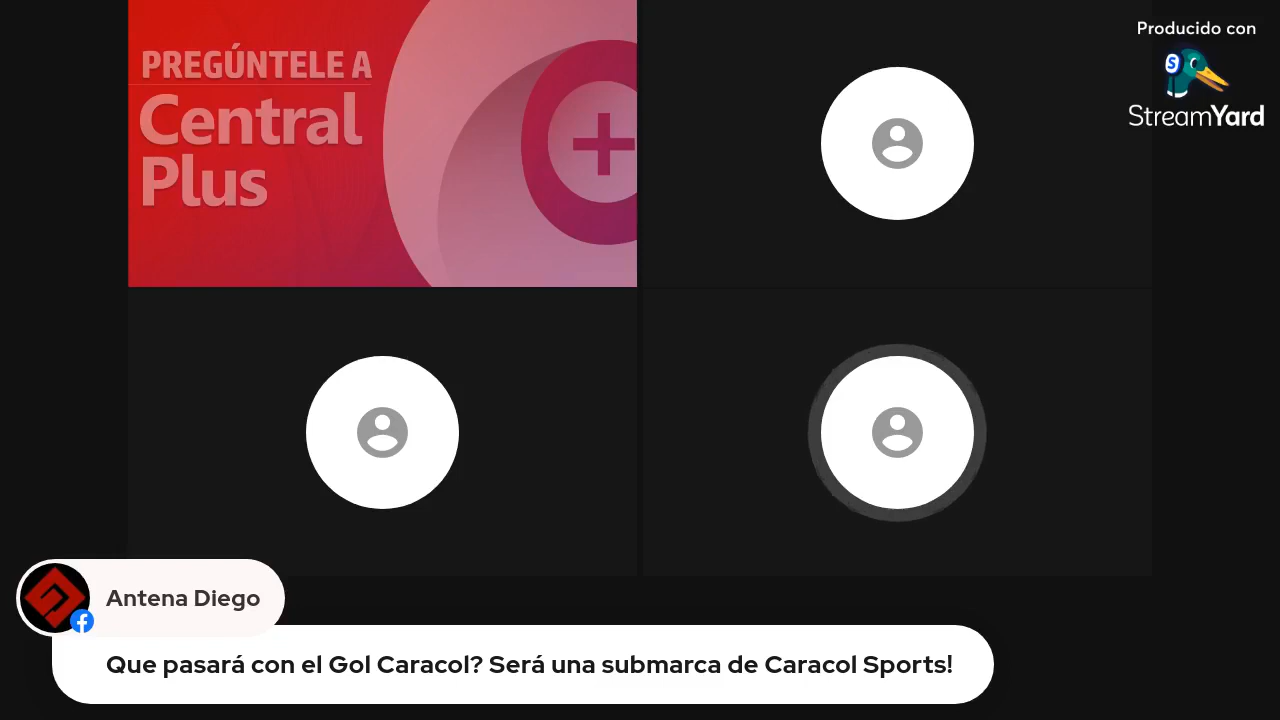 PREGÚNTELE A
Central
Plus
Producido con
StreamYard
Antena Diego
Que pasará con el Gol Caracol? Será una submarca de Caracol Sports!